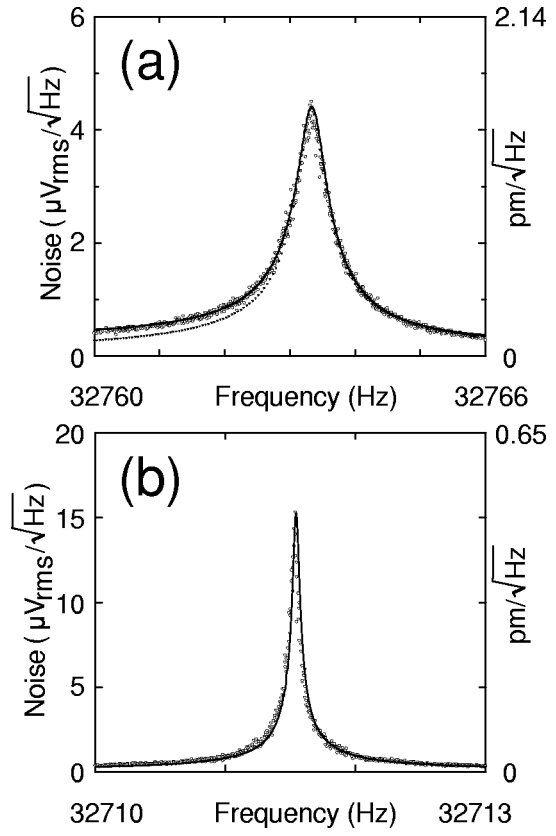 6
2.14
(a)
4
2
0
0
Noise ( µVrms/√Hz)
pm/√Hz
32760
Frequency (Hz)
32766
20
0.65
(b)
15
10
5
0
0
Noise ( µVrms/√Hz)
pm/√Hz
32710
Frequency (Hz)
32713